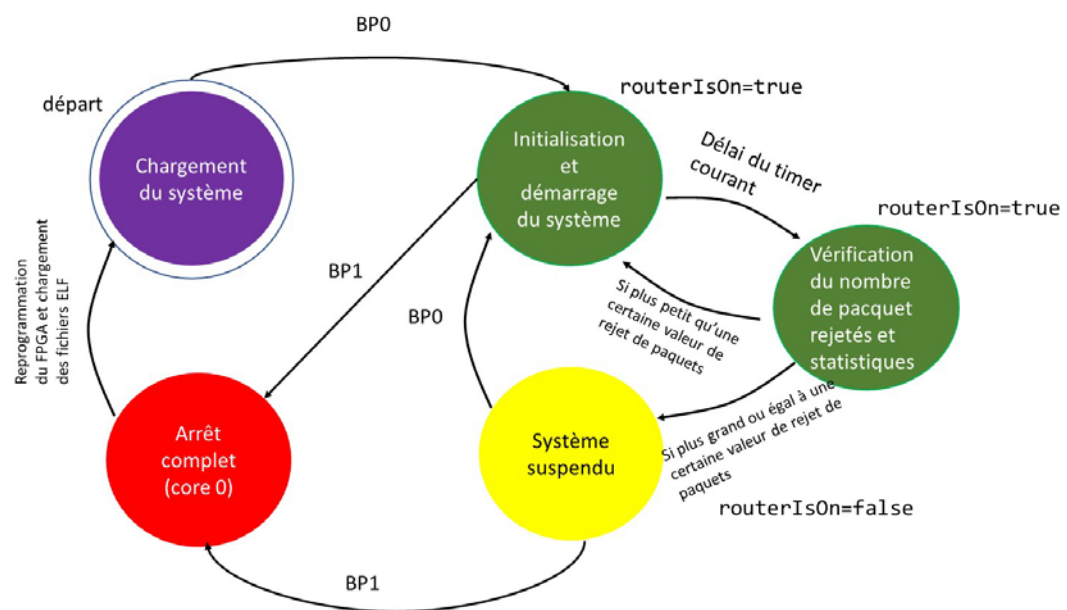 BP0
départ
routerIsOn=true
Chargement
du système
Initialisation
et
démarrage
du système
Délai du timer
courant
routerIsOn=true
Vérification
du nombre
de pacquet
rejetés et
statistiques
Reprogrammation
du FPGA et chargement
des fichiers ELF
BP1
BP0
Si plus petit qu'une
certaine valeur de
rejet de paquets
Si plus grand ou égal à une
certaine valeur de rejet de
paquets
Arrêt
complet
(core 0)
Système
suspendu
routerIsOn=false
BP1